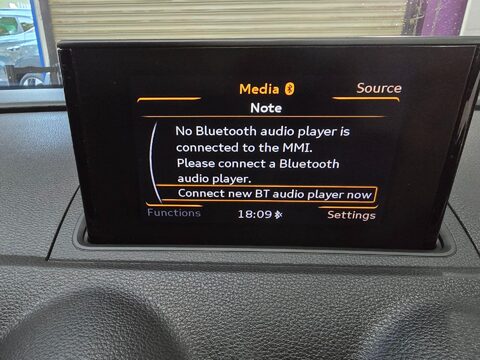 Media
Source
Note
No Bluetooth audio player is
connected to the MMI.
Please connect a Bluetooth
audio player.
Connect new BT audio player now
Functions
18:09
Settings